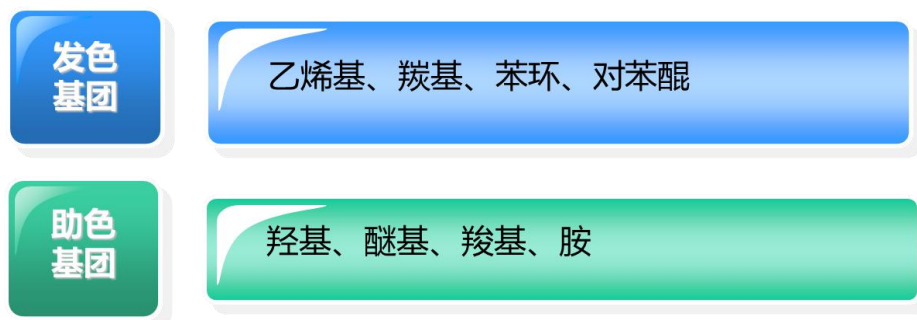 发色
基团
乙烯基、羰基、苯环、对苯醌
助色
基团
羟基、醚基、羧基、胺